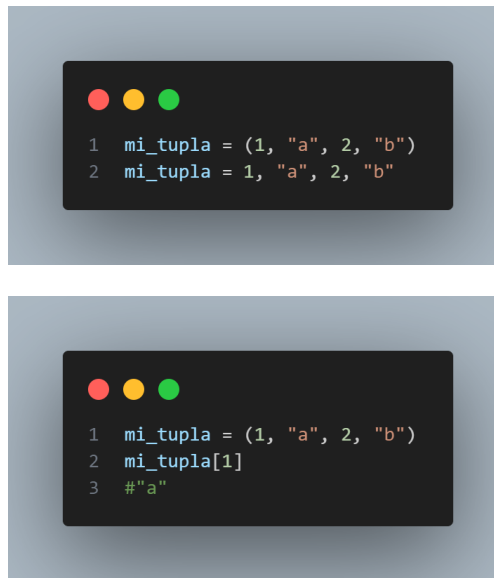 1 mi_tupla = (1, "a", 2, "b")
2 mi_tupla = 1, "a", 2, "b"
1 mi_tupla = (1, "a", 2, "b")
2 mi_tupla[1]
3 #"a"